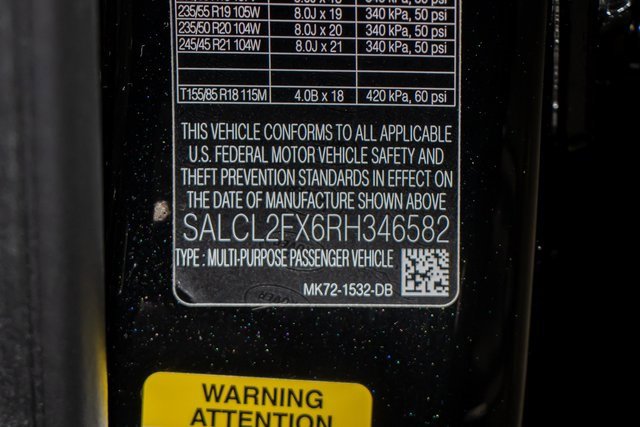 235/55 R19 105W 8.0J x 19 340 kPa, 50 psi
235/50 R20 104W 8.0J x 20 340 kPa, 50 psi
245/45 R21 104W 8.0J x 21 340 kPa, 50 psi
T155/85 R18 115M 4.0B x 18 420 kPa, 60 psi
THIS VEHICLE CONFORMS TO ALL APPLICABLE
U.S. FEDERAL MOTOR VEHICLE SAFETY AND
THEFT PREVENTION STANDARDS IN EFFECT ON
THE DATE OF MANUFACTURE SHOWN ABOVE
SALCL2FX6RH346582
TYPE : MULTI-PURPOSE PASSENGER VEHICLE
MK72-1532-DB
WARNING
ATTENTION